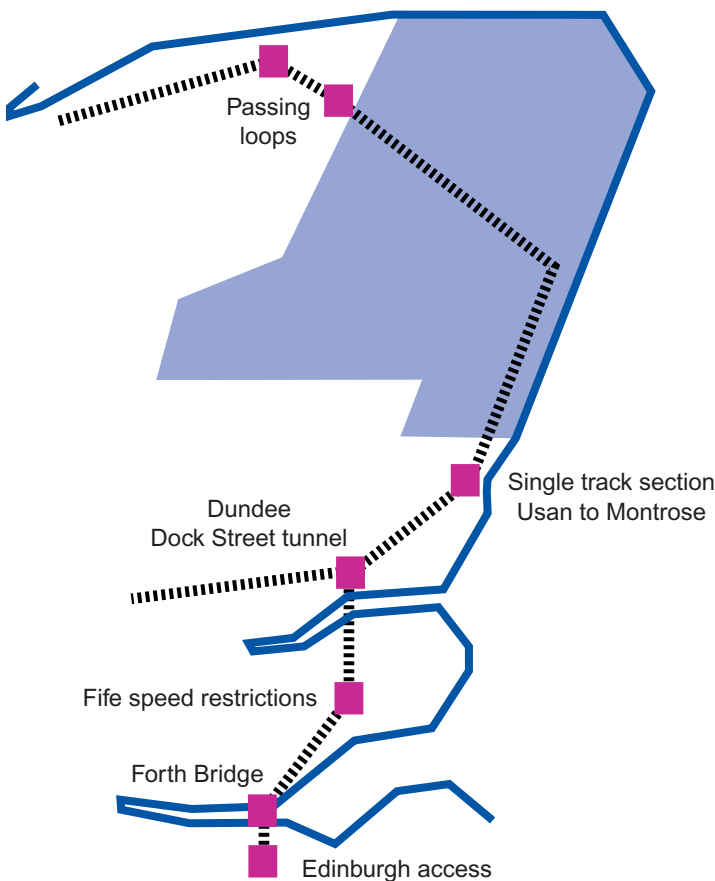 Passing
loops
Single track section
Usan to Montrose
Dundee
Dock Street tunnel
Fife speed restrictions
Forth Bridge
Edinburgh access